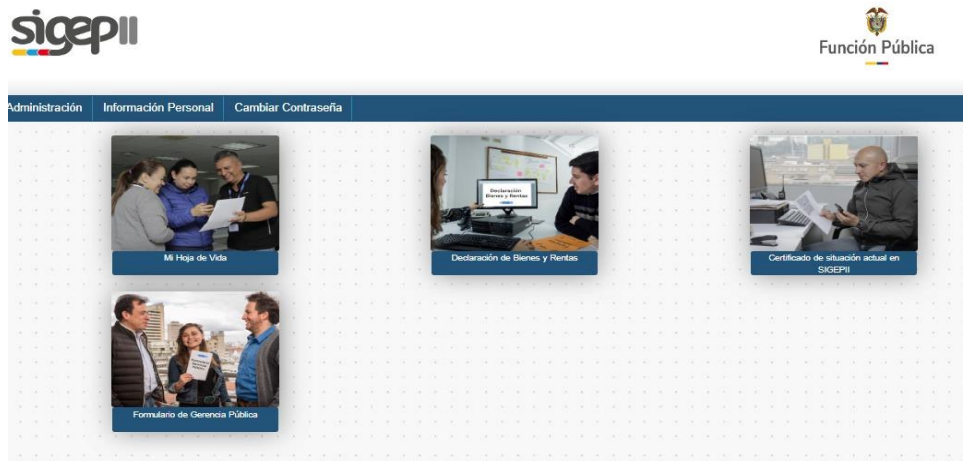 sigepII
Función Pública
Administración
Información Personal
Cambiar Contraseña
Declaración
Bienes y Rentas
Mi Hoja de Vida
Declaración de Bienes y Rentas
Certificado de situación actual en
SIGEPII
Formulario de Gerencia Pública